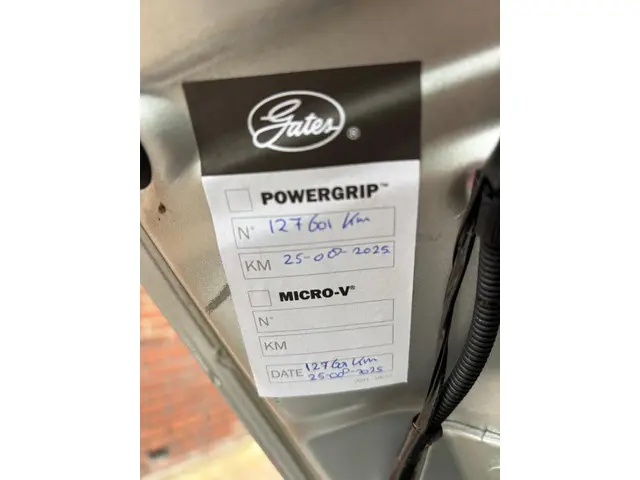 Gates ®
POWERGRIP™
N° 127601 Km
KM 25-08-2025
MICRO-V®
N°
KM
DATE 127601 Km
25-08-2025